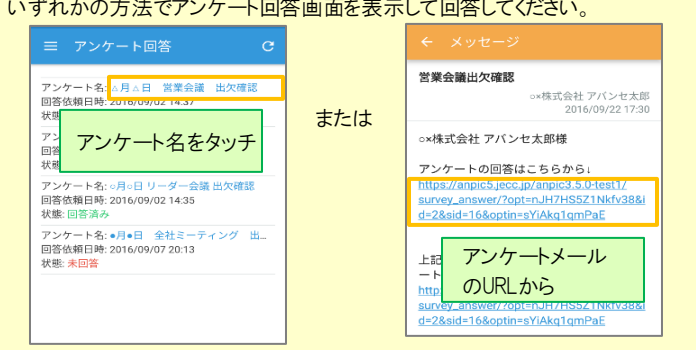 いずれかの方法でアンケート回答画面を表示して回答してください。
アンケート回答
アンケート名: △月△日 営業会議 出欠確認
回答依頼日時: 2016/09/02 14:37
状態
アンケート名をタッチ
アンケート名: ○月○日 リーダー会議 出欠確認
回答依頼日時: 2016/09/02 14:35
状態: 回答済み
アンケート名: ●月●日 全社ミーティング 出...
回答依頼日時: 2016/09/07 20:13
状態: 未回答
または
メッセージ
営業会議出欠確認
○×株式会社 アバンセ太郎
2016/09/22 17:30
○×株式会社 アバンセ太郎様
アンケートの回答はこちらから↓
https://anpic5.jecc.jp/anpic3.5.0-test1/
survey_answer/?opt=nJH7HS5Z1Nkfv38&i
d=2&sid=16&optin=sYiAkq1qmPaE
上記
ート
http
アンケートメール
のURLから
survey_answer/?opt=nJH7HS5Z1Nkfv38&i
d=2&sid=16&optin=sYiAkq1qmPaE